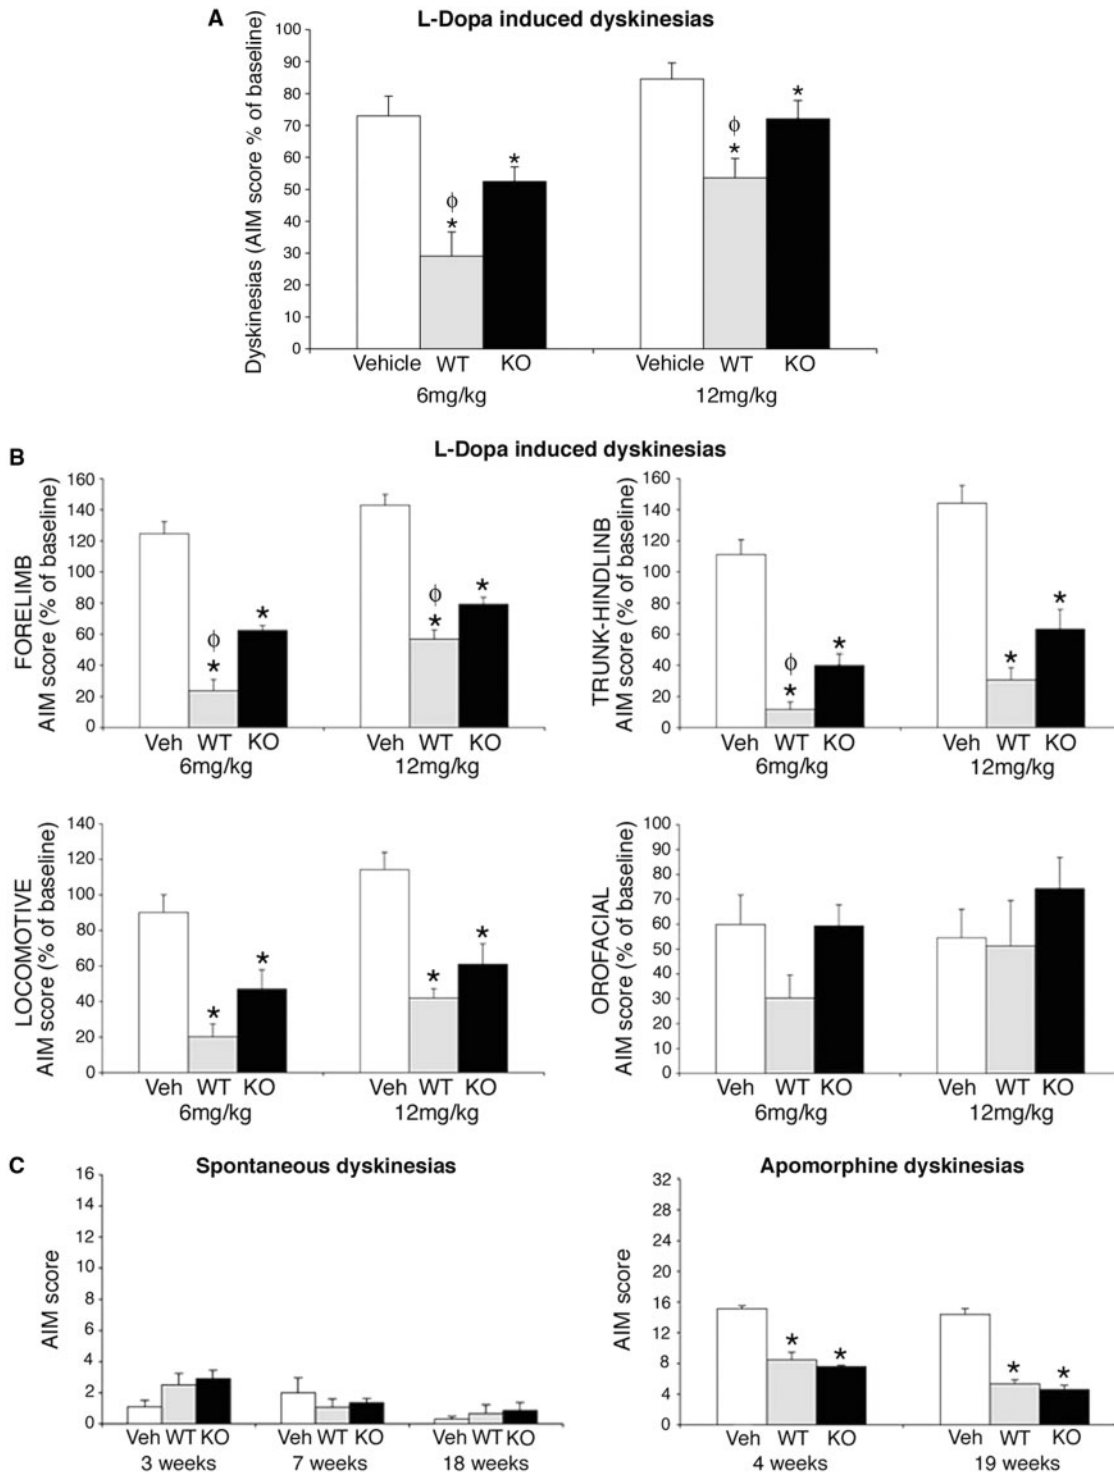 A
L-Dopa induced dyskinesias
Dyskinesias (AIM score % of baseline)
100
90
80
70
60
50
40
30
20
10
0
ϕ
*
*
ϕ
*
*
Vehicle WT KO Vehicle WT KO
6mg/kg 12mg/kg
B
L-Dopa induced dyskinesias
FORELIMB
AIM score (% of baseline)
160
140
120
100
80
60
40
20
0
ϕ
*
*
ϕ
*
*
Veh WT KO Veh WT KO
6mg/kg 12mg/kg
TRUNK-HINDLINB
AIM score (% of baseline)
160
140
120
100
80
60
40
20
0
ϕ
*
*
*
*
Veh WT KO Veh WT KO
6mg/kg 12mg/kg
LOCOMOTIVE
AIM score (% of baseline)
140
120
100
80
60
40
20
0
*
*
*
*
Veh WT KO Veh WT KO
6mg/kg 12mg/kg
OROFACIAL
AIM score (% of baseline)
100
90
80
70
60
50
40
30
20
10
0
Veh WT KO Veh WT KO
6mg/kg 12mg/kg
C
Spontaneous dyskinesias
AIM score
16
14
12
10
8
6
4
2
0
Veh WT KO Veh WT KO Veh WT KO
3 weeks 7 weeks 18 weeks
Apomorphine dyskinesias
AIM score
32
28
24
20
16
12
8
4
0
*
*
*
*
Veh WT KO Veh WT KO
4 weeks 19 weeks